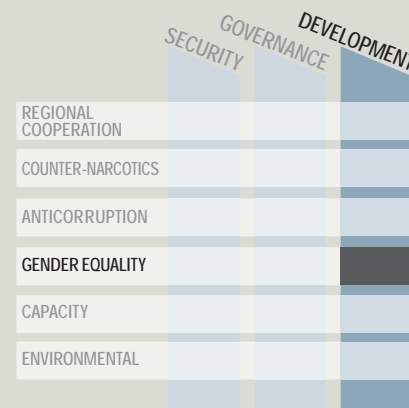 SECURITY
GOVERNANCE
DEVELOPMENT
REGIONAL
COOPERATION
COUNTER-NARCOTICS
ANTICORRUPTION
GENDER EQUALITY
CAPACITY
ENVIRONMENTAL